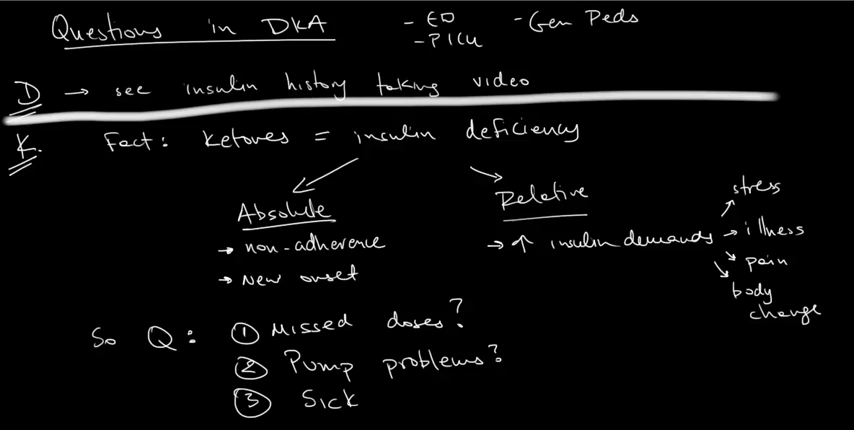 Questions in DKA - ED - Gen Peds
- PICU
D → see insulin history taking video
K. Fact: Ketones = insulin deficiency
Absolute
→ non-adherence
→ New onset
Relative
→ ↑ insulin demands
stress
→ illness
pain
body change
So Q: ① Missed doses?
② Pump problems?
③ Sick